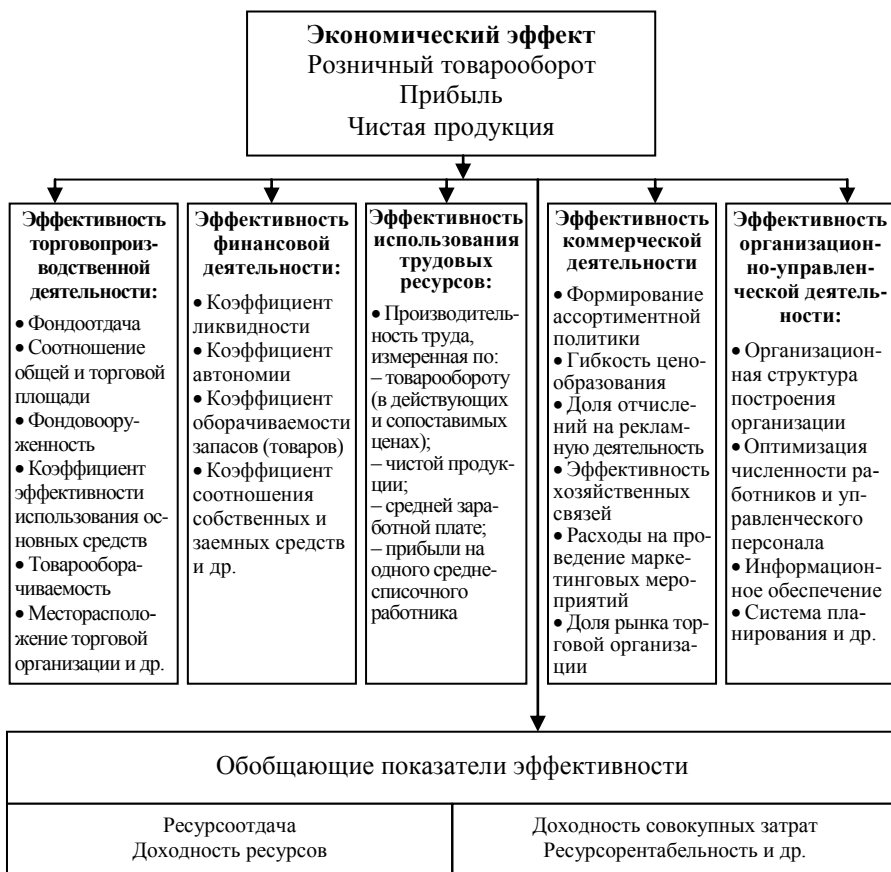 Экономический эффект
Розничный товарооборот
Прибыль
Чистая продукция
Эффективность
торговопроиз-
водственной
деятельности:
• Фондоотдача
• Соотношение
общей и торговой
площади
• Фондовоору-
женность
• Коэффициент
эффективности
использования ос-
новных средств
• Товарообора-
чиваемость
• Месторасполо-
жение торговой
организации и др.
Эффективность
финансовой
деятельности:
• Коэффициент
ликвидности
• Коэффициент
автономии
• Коэффициент
оборачиваемости
запасов (товаров)
• Коэффициент
соотношения
собственных и
заемных средств
и др.
Эффективность
использования
трудовых
ресурсов:
• Производитель-
ность труда,
измеренная по:
– товарообороту
(в действующих
и сопоставимых
ценах);
– чистой продук-
ции;
– средней зара-
ботной плате;
– прибыли на
одного средне-
списочного
работника
Эффективность
коммерческой
деятельности
• Формирование
ассортиментной
политики
• Гибкость цено-
образования
• Доля отчисле-
ний на реклам-
ную деятельность
• Эффективность
хозяйственных
связей
• Расходы на про-
ведение марке-
тинговых меро-
приятий
• Доля рынка тор-
говой организа-
ции
Эффективность
организацион-
но-управлен-
ческой деятель-
ности:
• Организацион-
ная структура
построения
организации
• Оптимизация
численности ра-
ботников и уп-
равленческого
персонала
• Информацион-
ное обеспечение
• Система пла-
нирования и др.
Обобщающие показатели эффективности
Ресурсоотдача
Доходность ресурсов
Доходность совокупных затрат
Ресурсорентабельность и др.